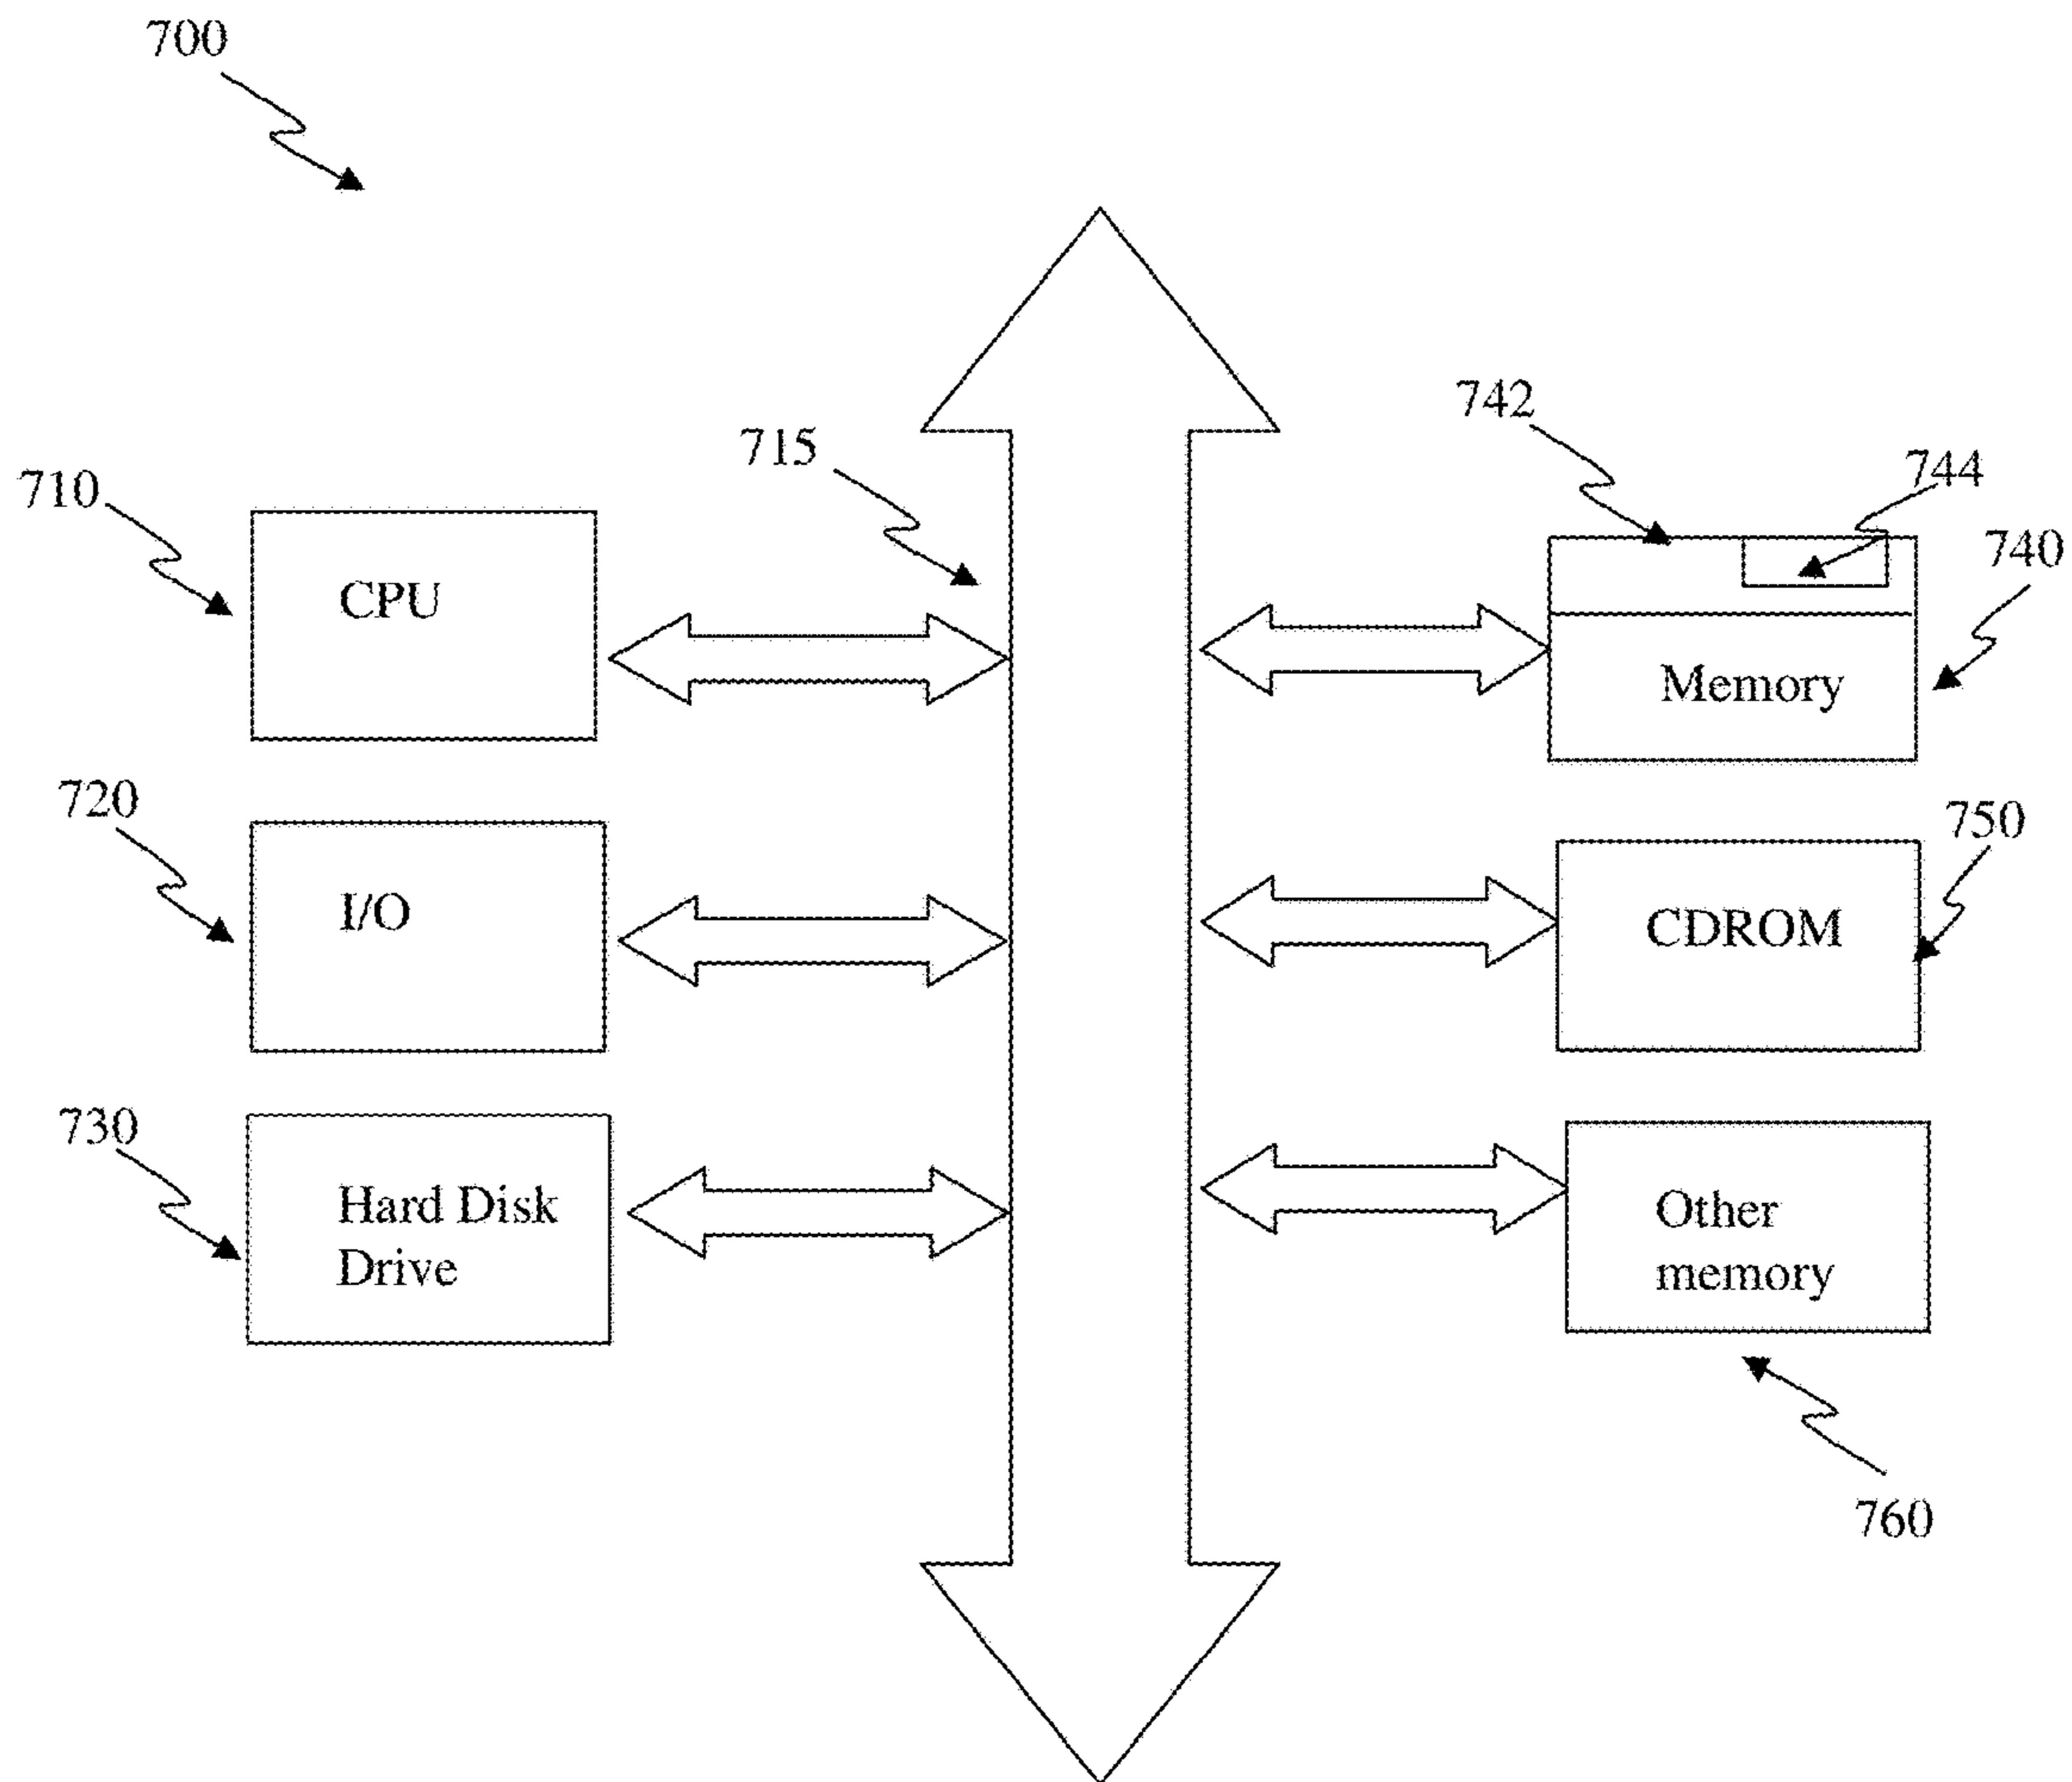 700
742
715
744
710
740
CPU
Memory
720
750
I/O
CDROM
730
Hard Disk
Drive
Other
memory
760